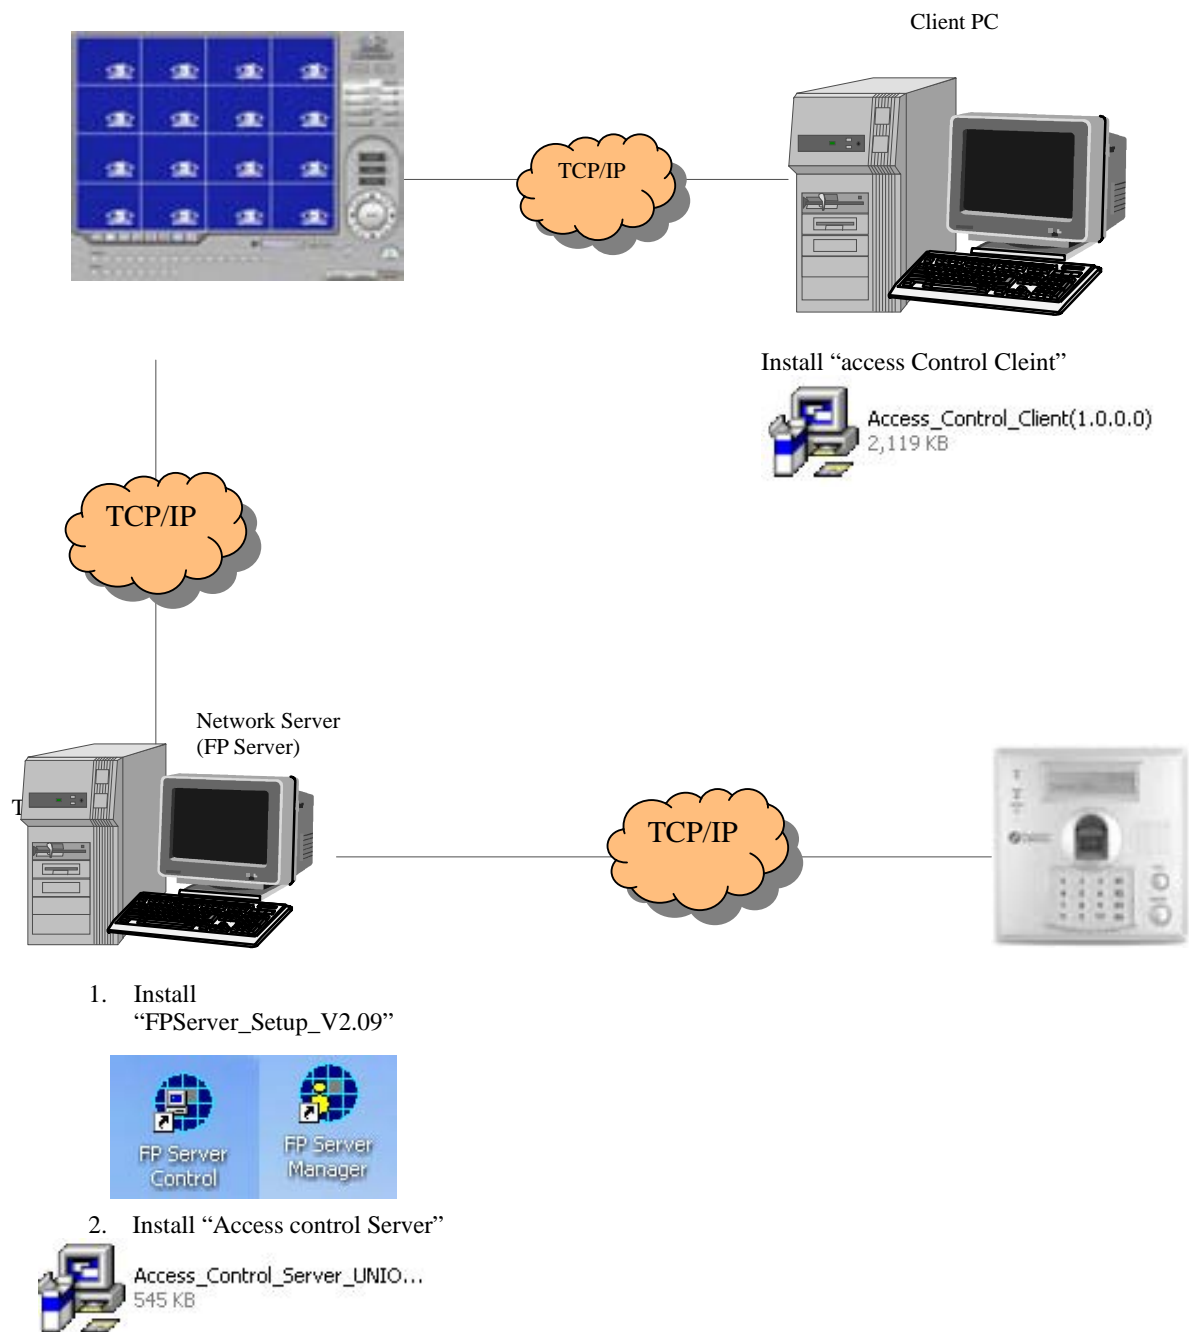 Client PC
TCP/IP
Install “access Control Cleint”
Access_Control_Client(1.0.0.0)
2,119 KB
TCP/IP
Network Server
(FP Server)
T
TCP/IP
1. Install
“FPServer_Setup_V2.09”
FP Server
Control
FP Server
Manager
2. Install “Access control Server”
Access_Control_Server_UNIO...
545 KB